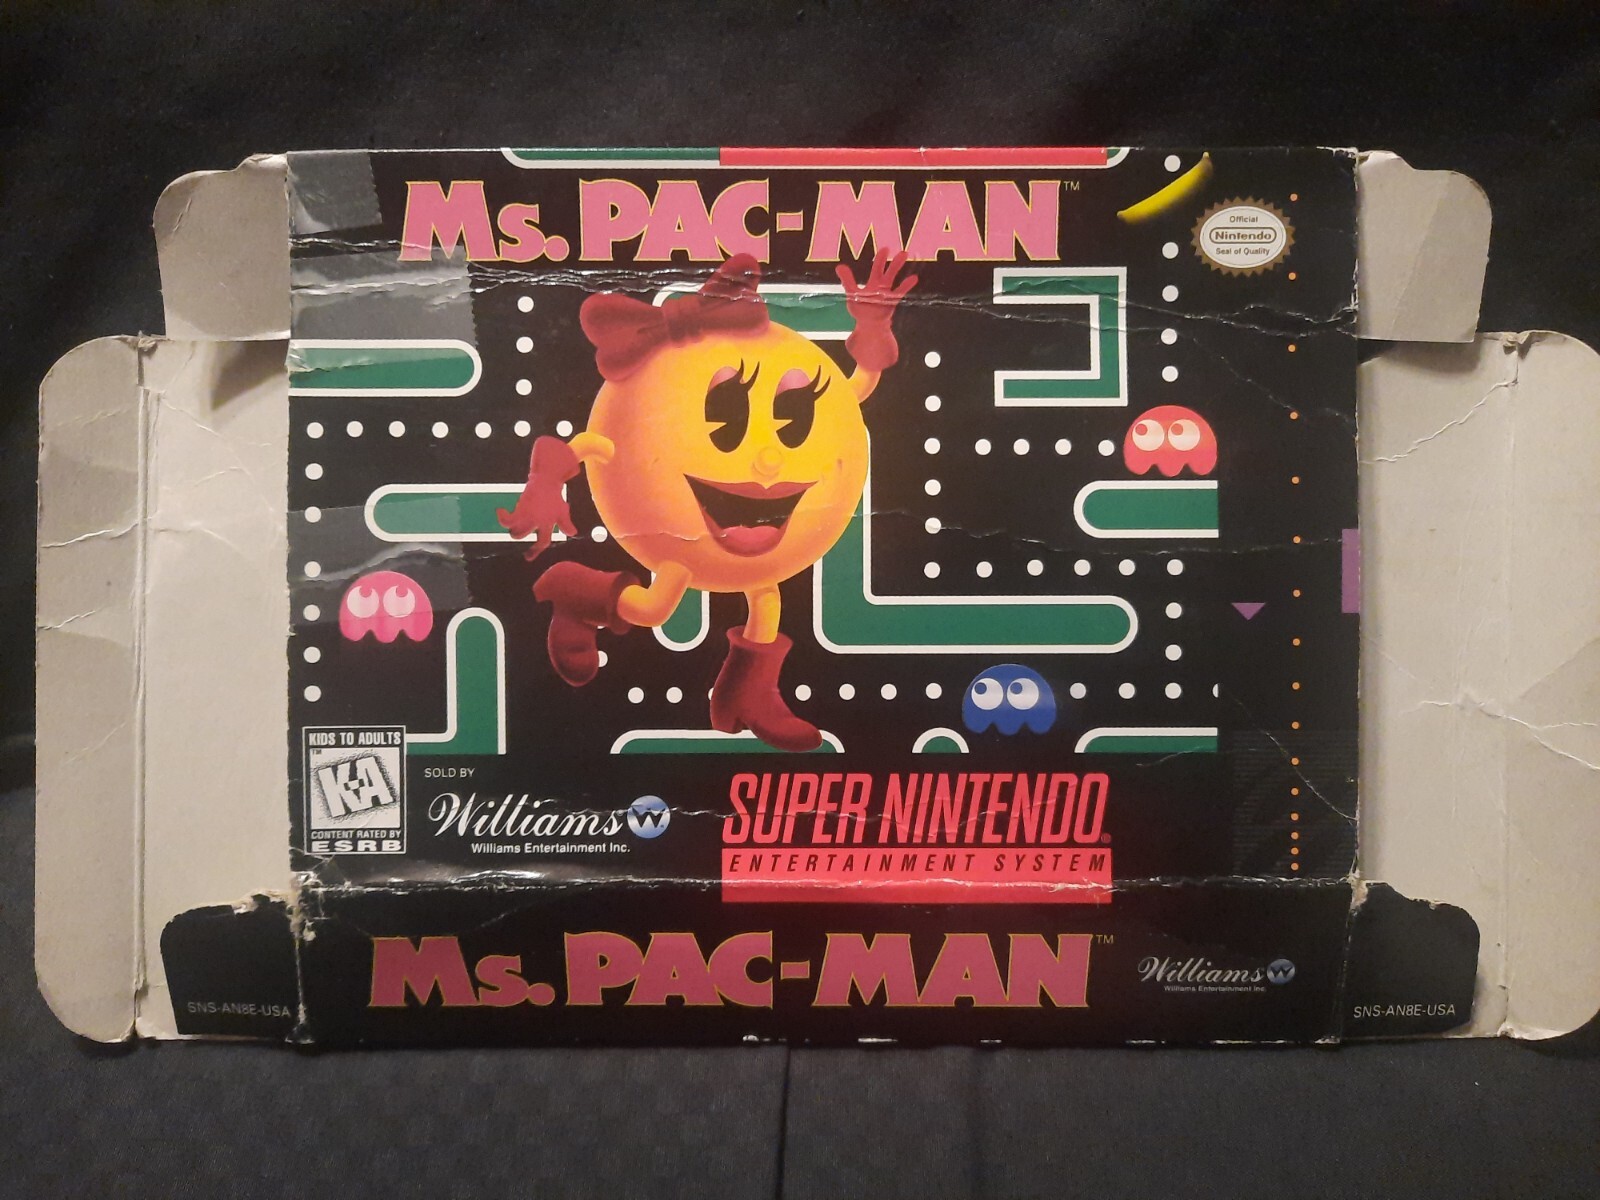 Ms. PAC-MAN™
Official
Nintendo
Seal of Quality
KIDS TO ADULTS
™
K-A
CONTENT RATED BY
ESRB
SOLD BY
Williams W
Williams Entertainment Inc.
SUPER NINTENDO®
ENTERTAINMENT SYSTEM
Ms. PAC-MAN™
Williams W
Williams Entertainment Inc.
SNS-AN8E-USA
SNS-AN8E-USA